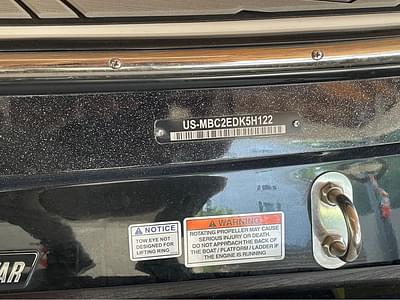 US-MBC2EDK5H122
NOTICE
TOW EYE NOT
DESIGNED FOR
LIFTING RING
WARNING
ROTATING PROPELLER MAY CAUSE
SERIOUS INJURY OR DEATH.
DO NOT APPROACH THE BACK OF
THE BOAT / PLATFORM / LADDER IF
THE ENGINE IS RUNNING
AR